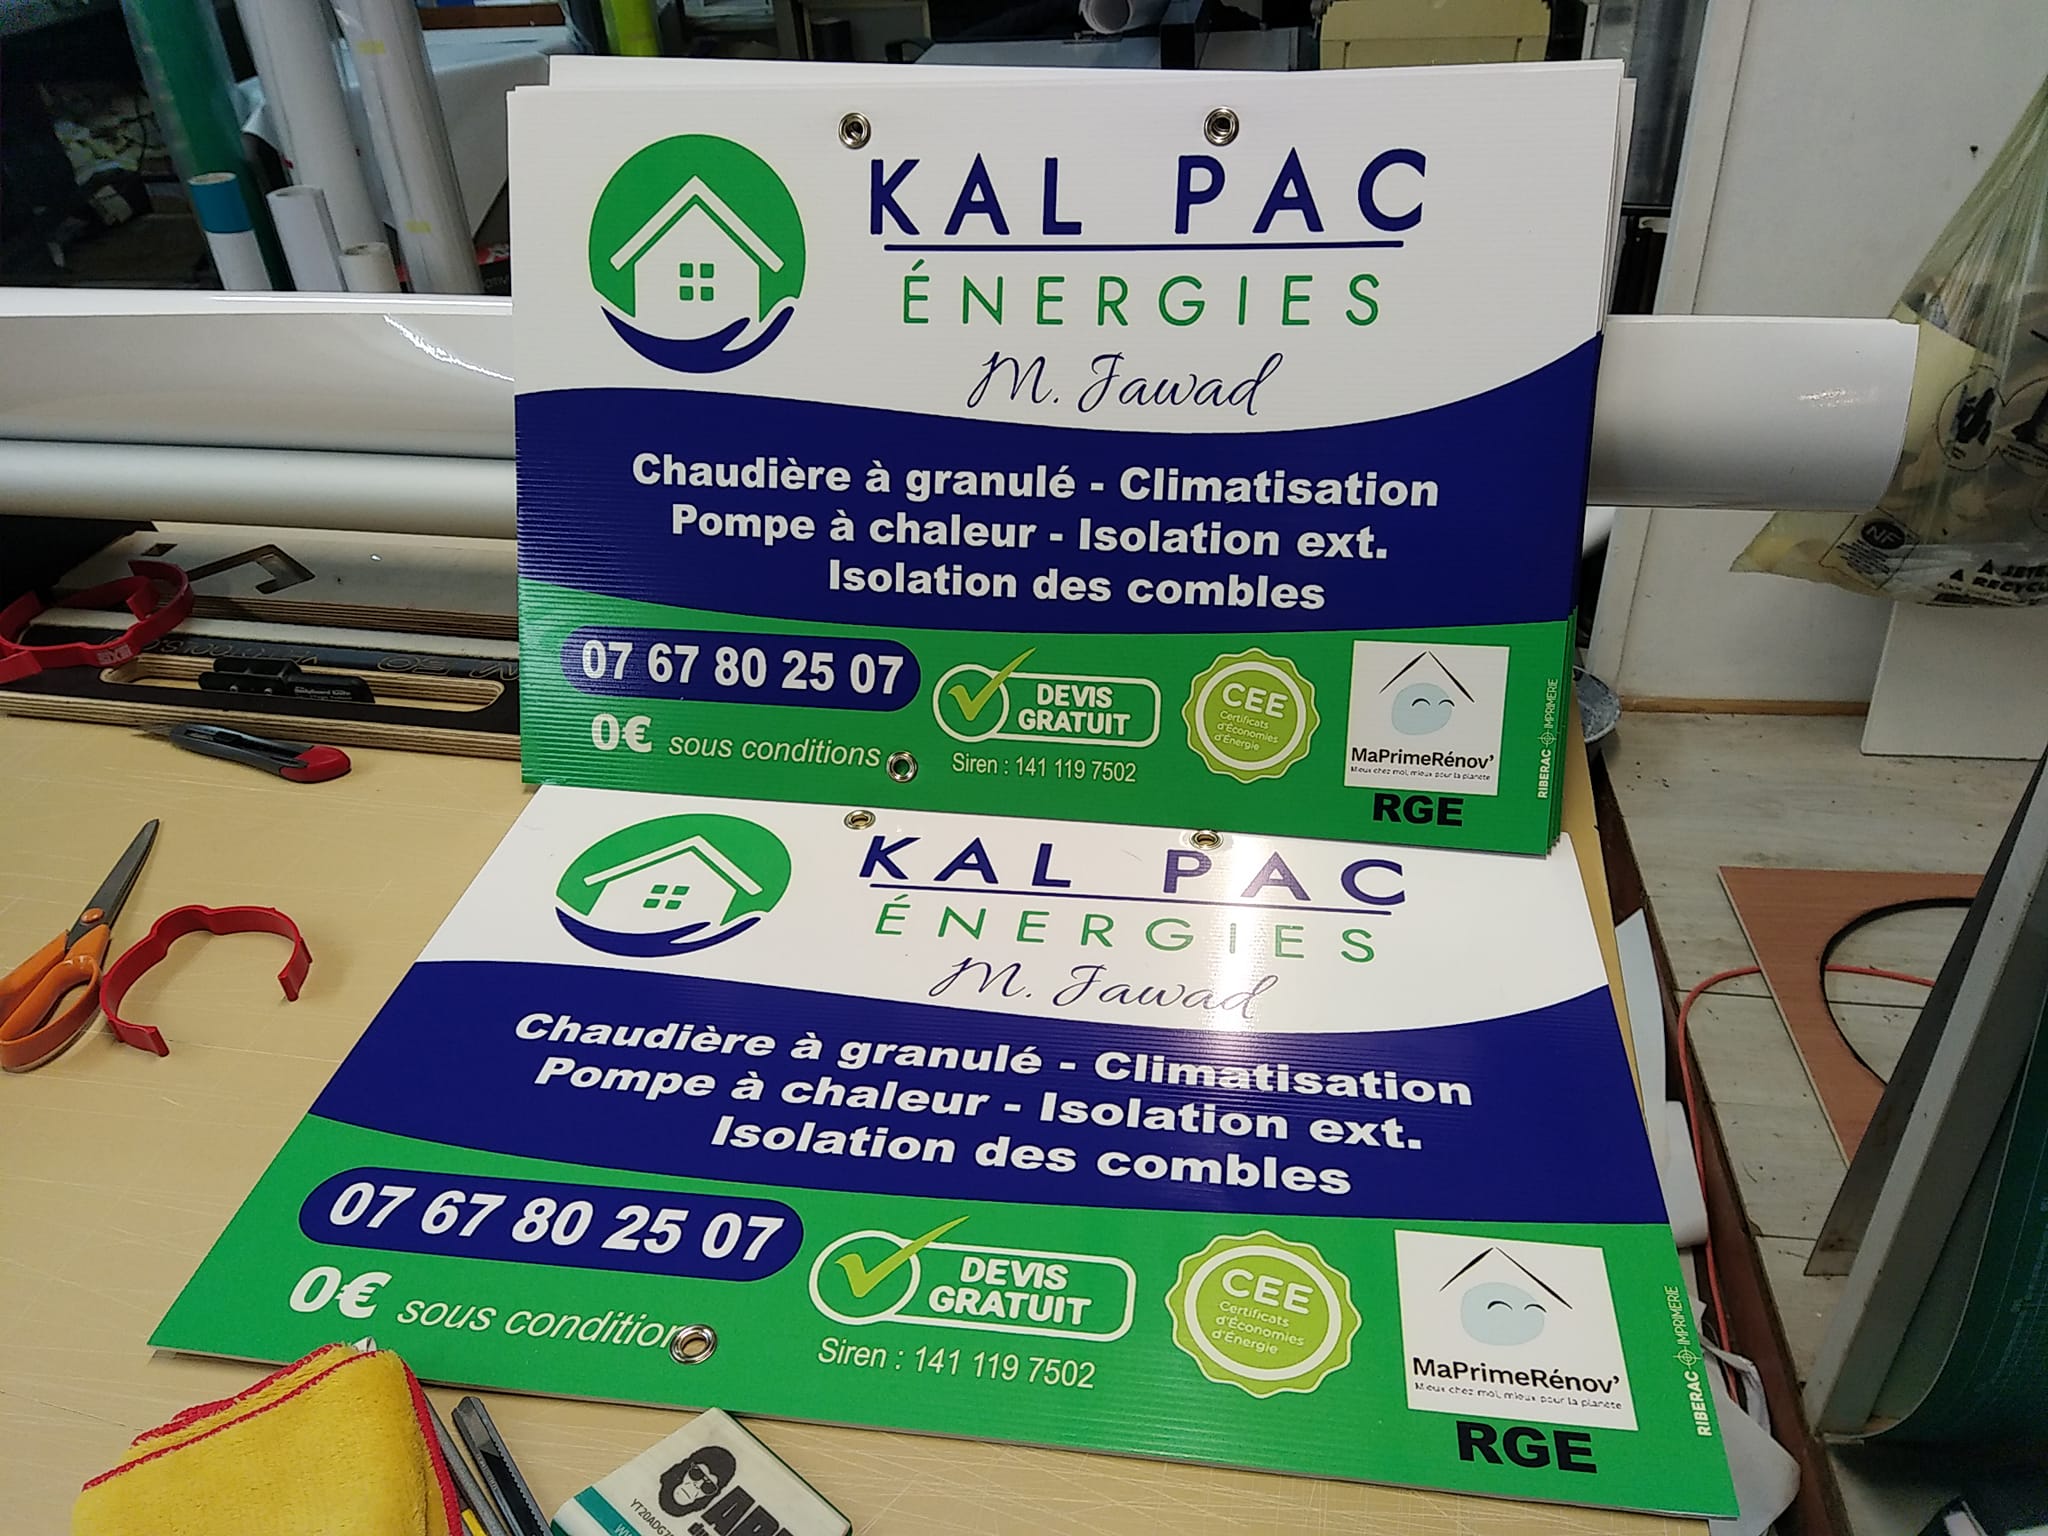 KAL PAC
ÉNERGIES
M. Jawad
Chaudière à granulé - Climatisation
Pompe à chaleur - Isolation ext.
Isolation des combles
07 67 80 25 07
0€ sous conditions
DEVIS
GRATUIT
Siren : 141 119 7502
CEE
Certificats
d'Économies
d'Énergie
MaPrimeRénov'
Mieux chez moi, mieux pour la planète
RGE
RIBERAC IMPRIMERIE
KAL PAC
ÉNERGIES
M. Jawad
Chaudière à granulé - Climatisation
Pompe à chaleur - Isolation ext.
Isolation des combles
07 67 80 25 07
0€ sous condition
DEVIS
GRATUIT
Siren : 141 119 7502
CEE
Certificats
d'Économies
d'Énergie
MaPrimeRénov'
Mieux chez moi, mieux pour la planète
RGE
RIBERAC IMPRIMERIE
NF
EXE